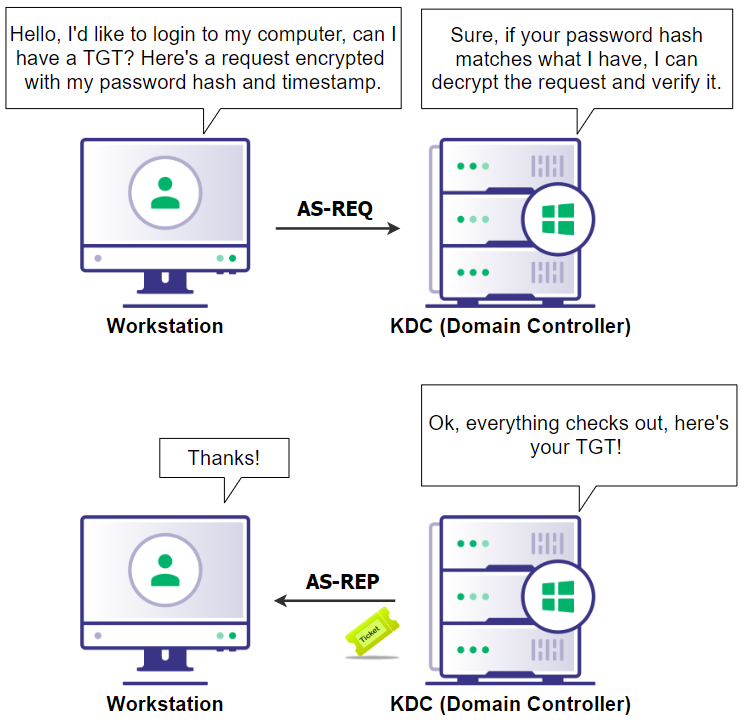 Hello, I'd like to login to my computer, can I
have a TGT? Here's a request encrypted
with my password hash and timestamp.
Sure, if your password hash
matches what I have, I can
decrypt the request and verify it.
AS-REQ
Workstation
KDC (Domain Controller)
Ok, everything checks out, here's
your TGT!
Thanks!
AS-REP
Ticket
Workstation
KDC (Domain Controller)